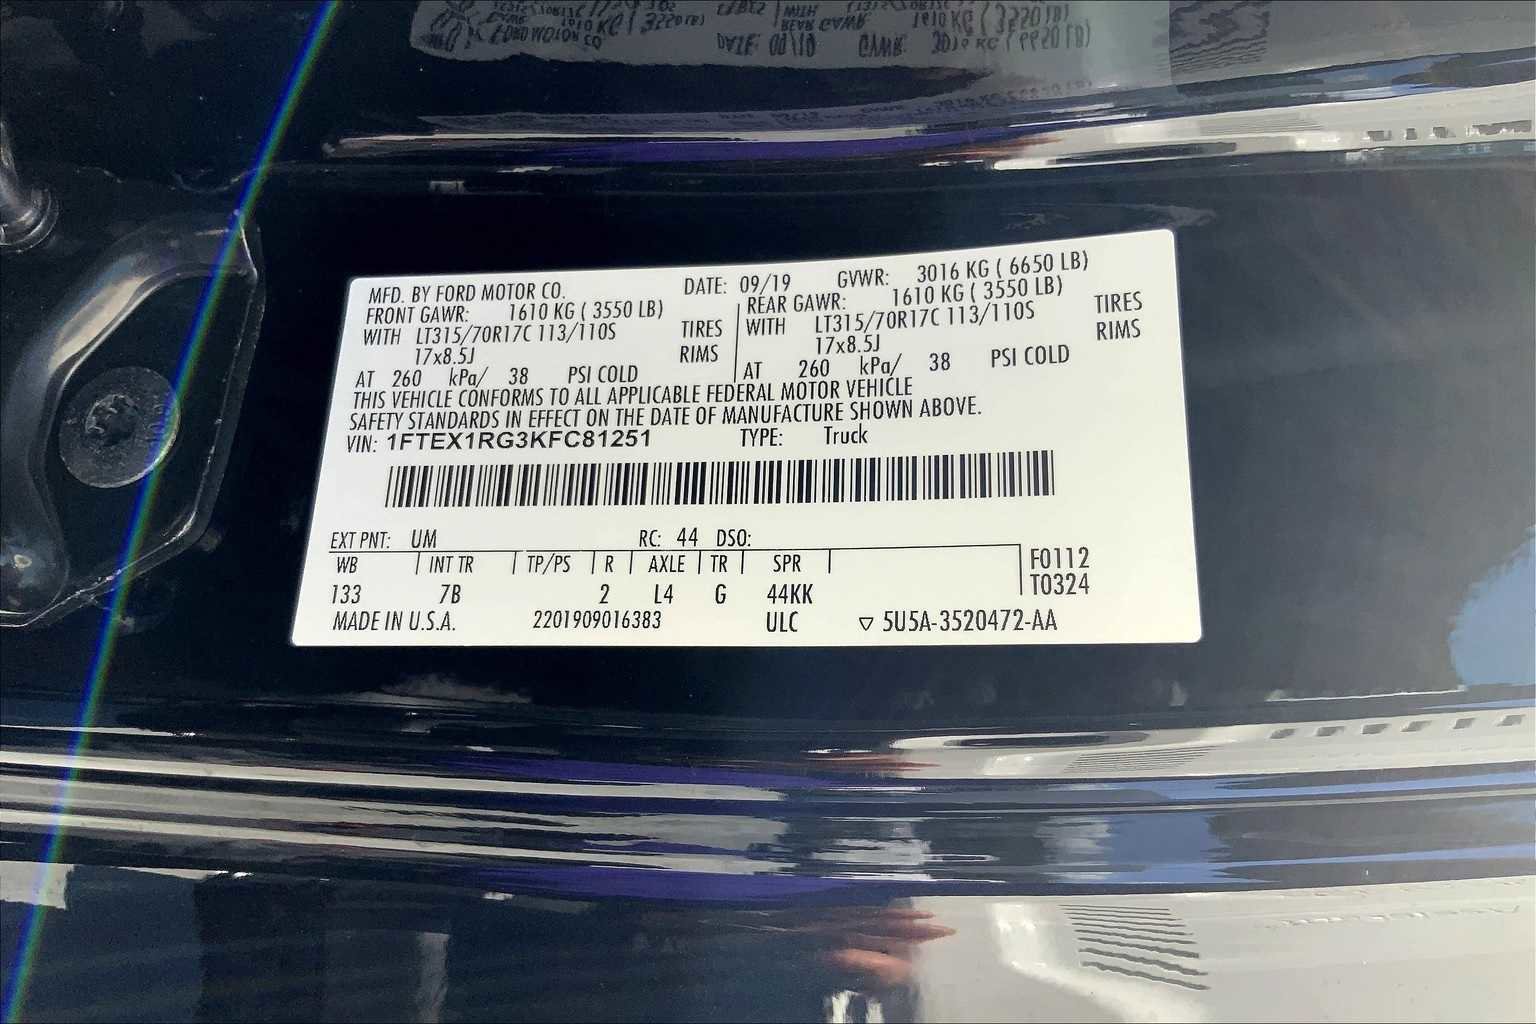 MFD. BY FORD MOTOR CO. DATE: 09/19 GVWR: 3016 KG ( 6650 LB)
FRONT GAWR: 1610 KG ( 3550 LB) REAR GAWR: 1610 KG ( 3550 LB)
WITH LT315/70R17C 113/110S TIRES WITH LT315/70R17C 113/110S TIRES
17x8.5J RIMS 17x8.5J RIMS
AT 260 kPa/ 38 PSI COLD AT 260 kPa/ 38 PSI COLD
THIS VEHICLE CONFORMS TO ALL APPLICABLE FEDERAL MOTOR VEHICLE
SAFETY STANDARDS IN EFFECT ON THE DATE OF MANUFACTURE SHOWN ABOVE.
VIN: 1FTEX1RG3KFC81251 TYPE: Truck
EXT PNT: UM RC: 44 DSO:
WB INT TR TP/PS R AXLE TR SPR F0112
133 7B 2 L4 G 44KK T0324
MADE IN U.S.A. 2201909016383 ULC ▽ 5U5A-3520472-AA